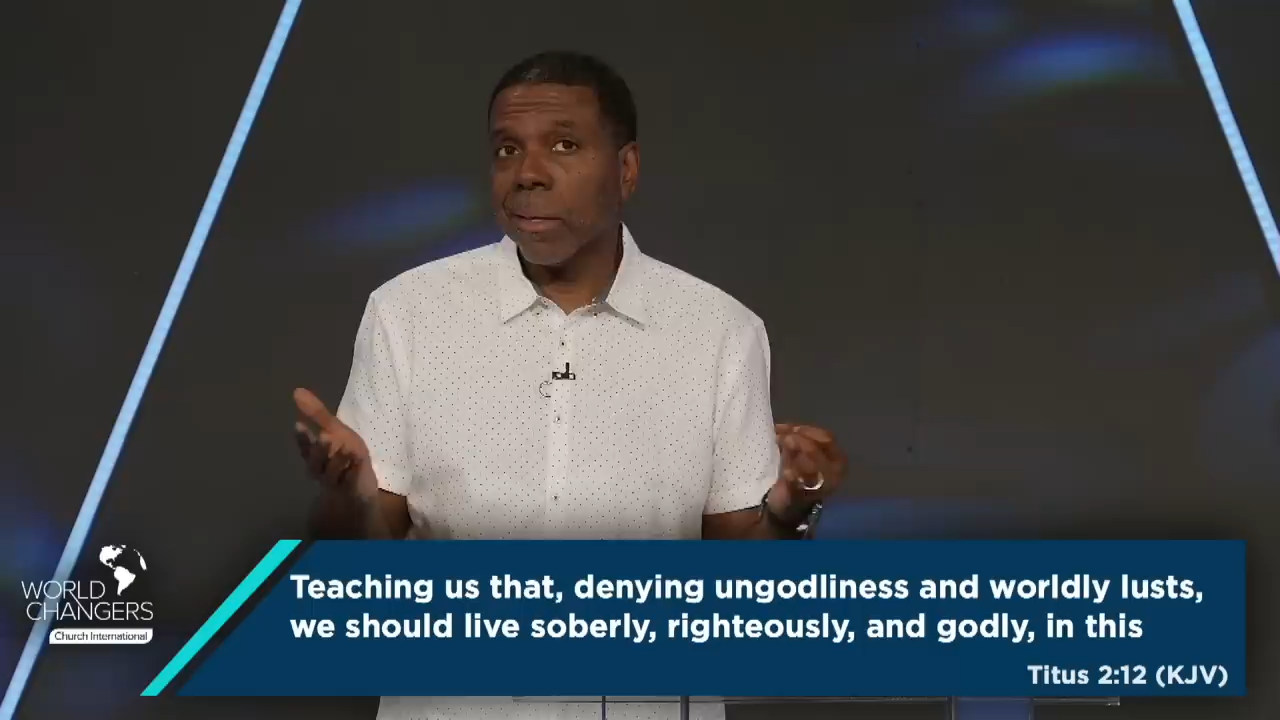 WORLD
CHANGERS
Church International
Teaching us that, denying ungodliness and worldly lusts,
we should live soberly, righteously, and godly, in this
Titus 2:12 (KJV)